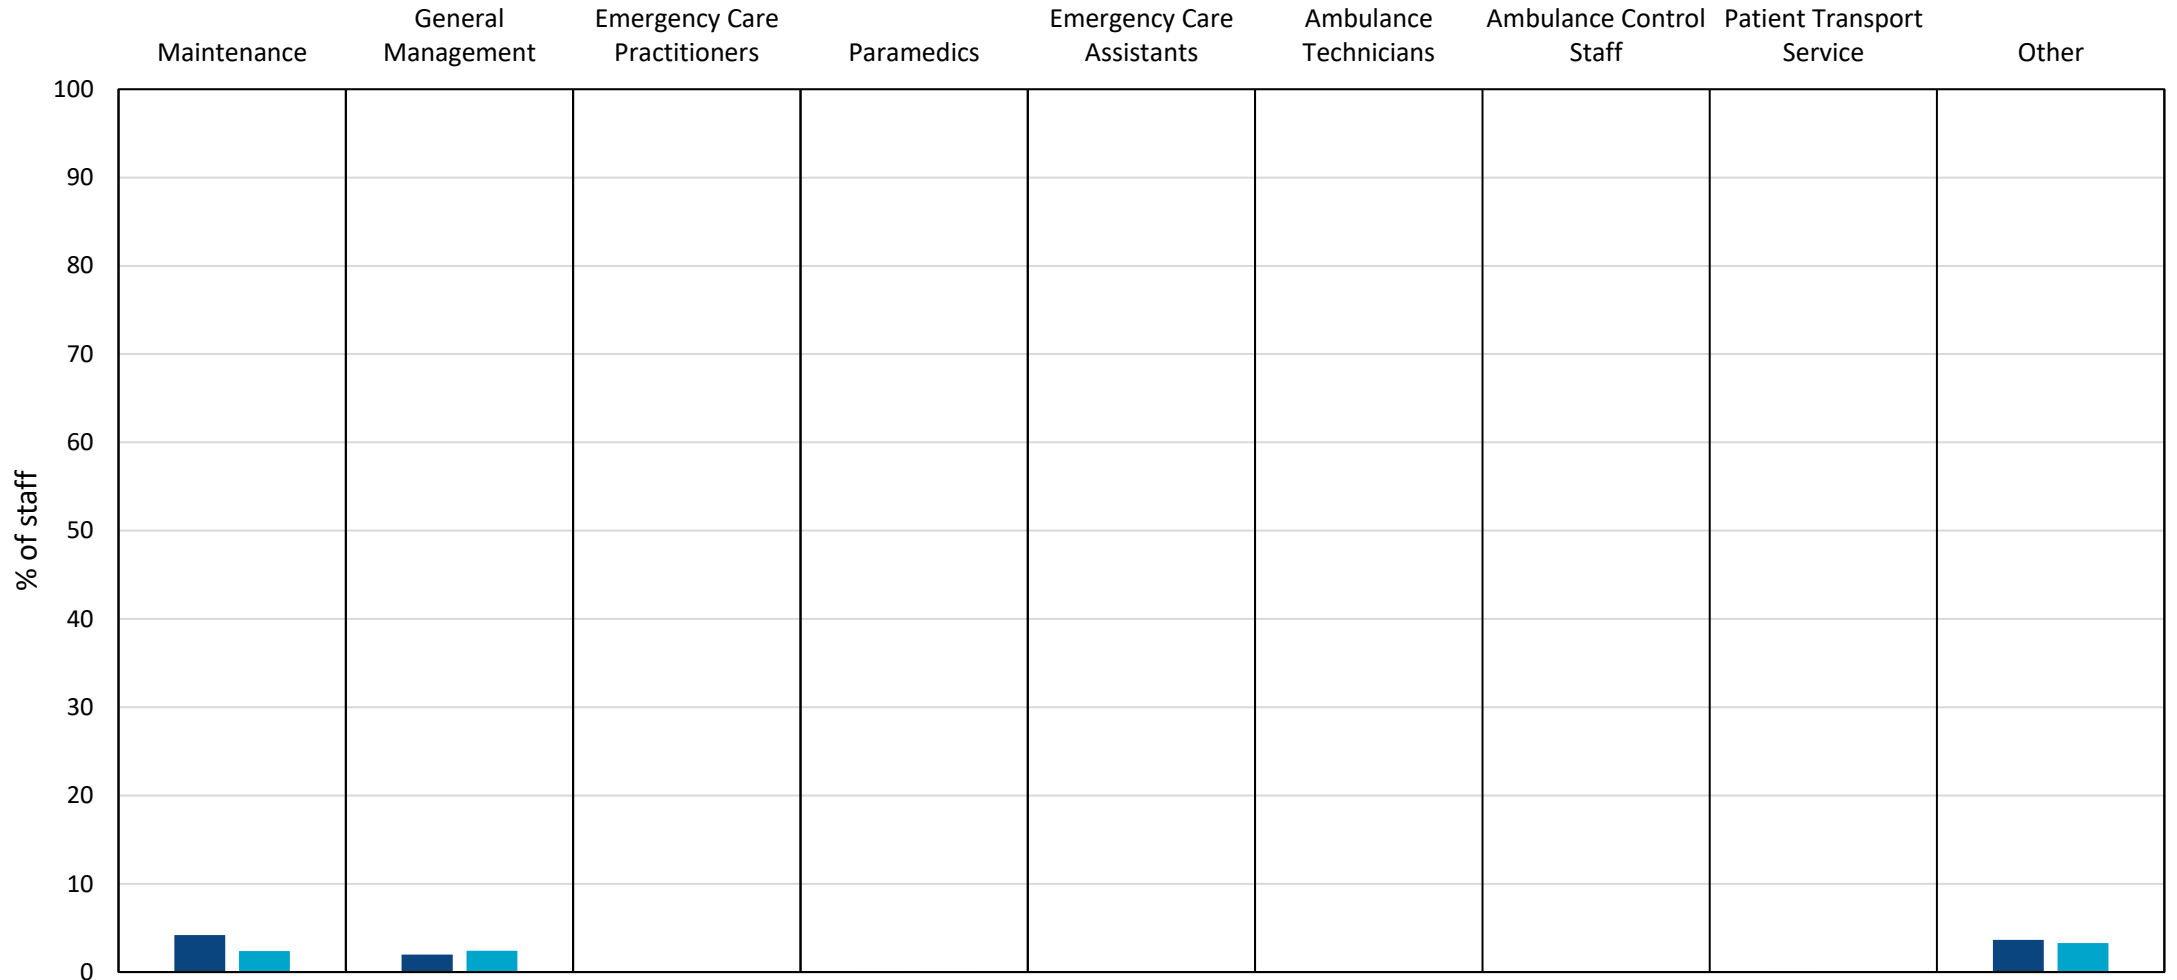 Maintenance
General
Management
Emergency Care
Practitioners
Paramedics
Emergency Care
Assistants
Ambulance
Technicians
Ambulance Control
Staff
Patient Transport
Service
Other
100
90
80
70
60
50
40
30
20
10
0
% of staff